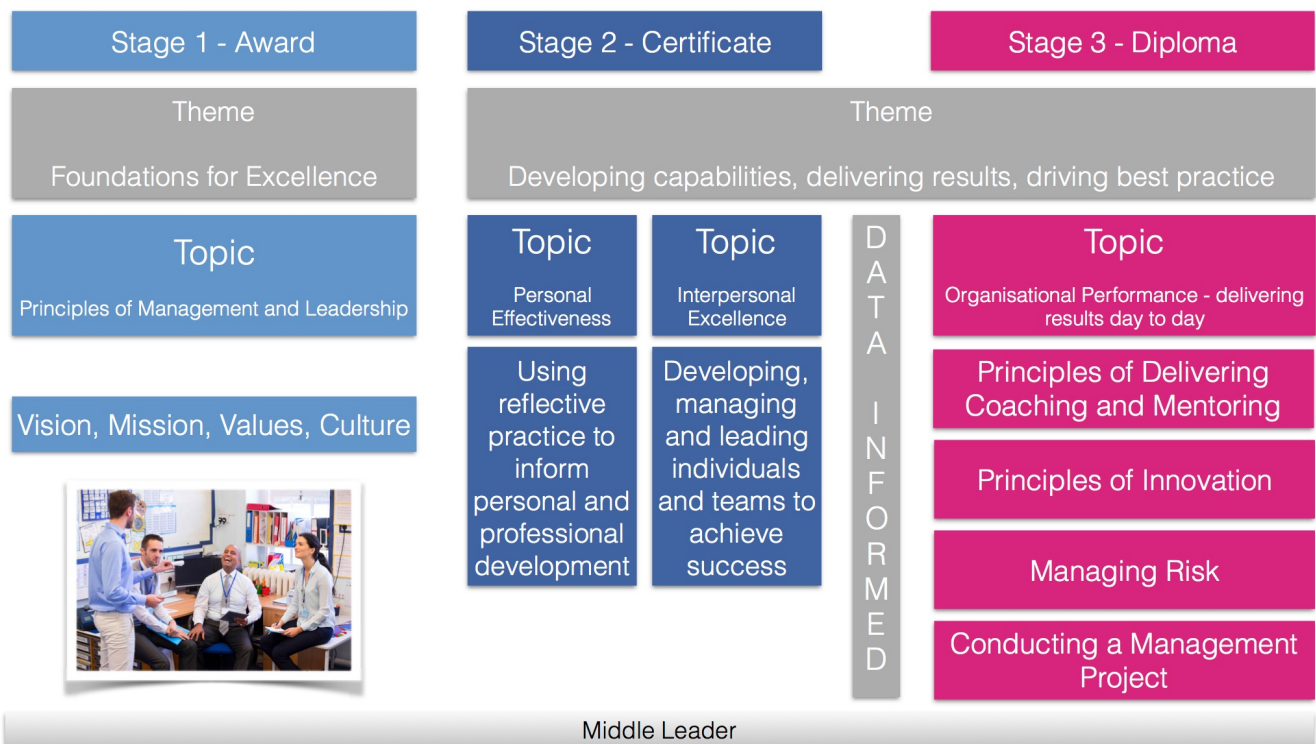 Stage 1 - Award
Stage 2 - Certificate
Stage 3 - Diploma
Theme
Foundations for Excellence
Theme
Developing capabilities, delivering results, driving best practice
Topic
Principles of Management and Leadership
Vision, Mission, Values, Culture
Topic
Personal
Effectiveness
Using
reflective
practice to
inform
personal and
professional
development
Topic
Interpersonal
Excellence
Developing,
managing
and leading
individuals
and teams to
achieve
success
DATA INFORMED
Topic
Organisational Performance - delivering
results day to day
Principles of Delivering
Coaching and Mentoring
Principles of Innovation
Managing Risk
Conducting a Management
Project
Middle Leader